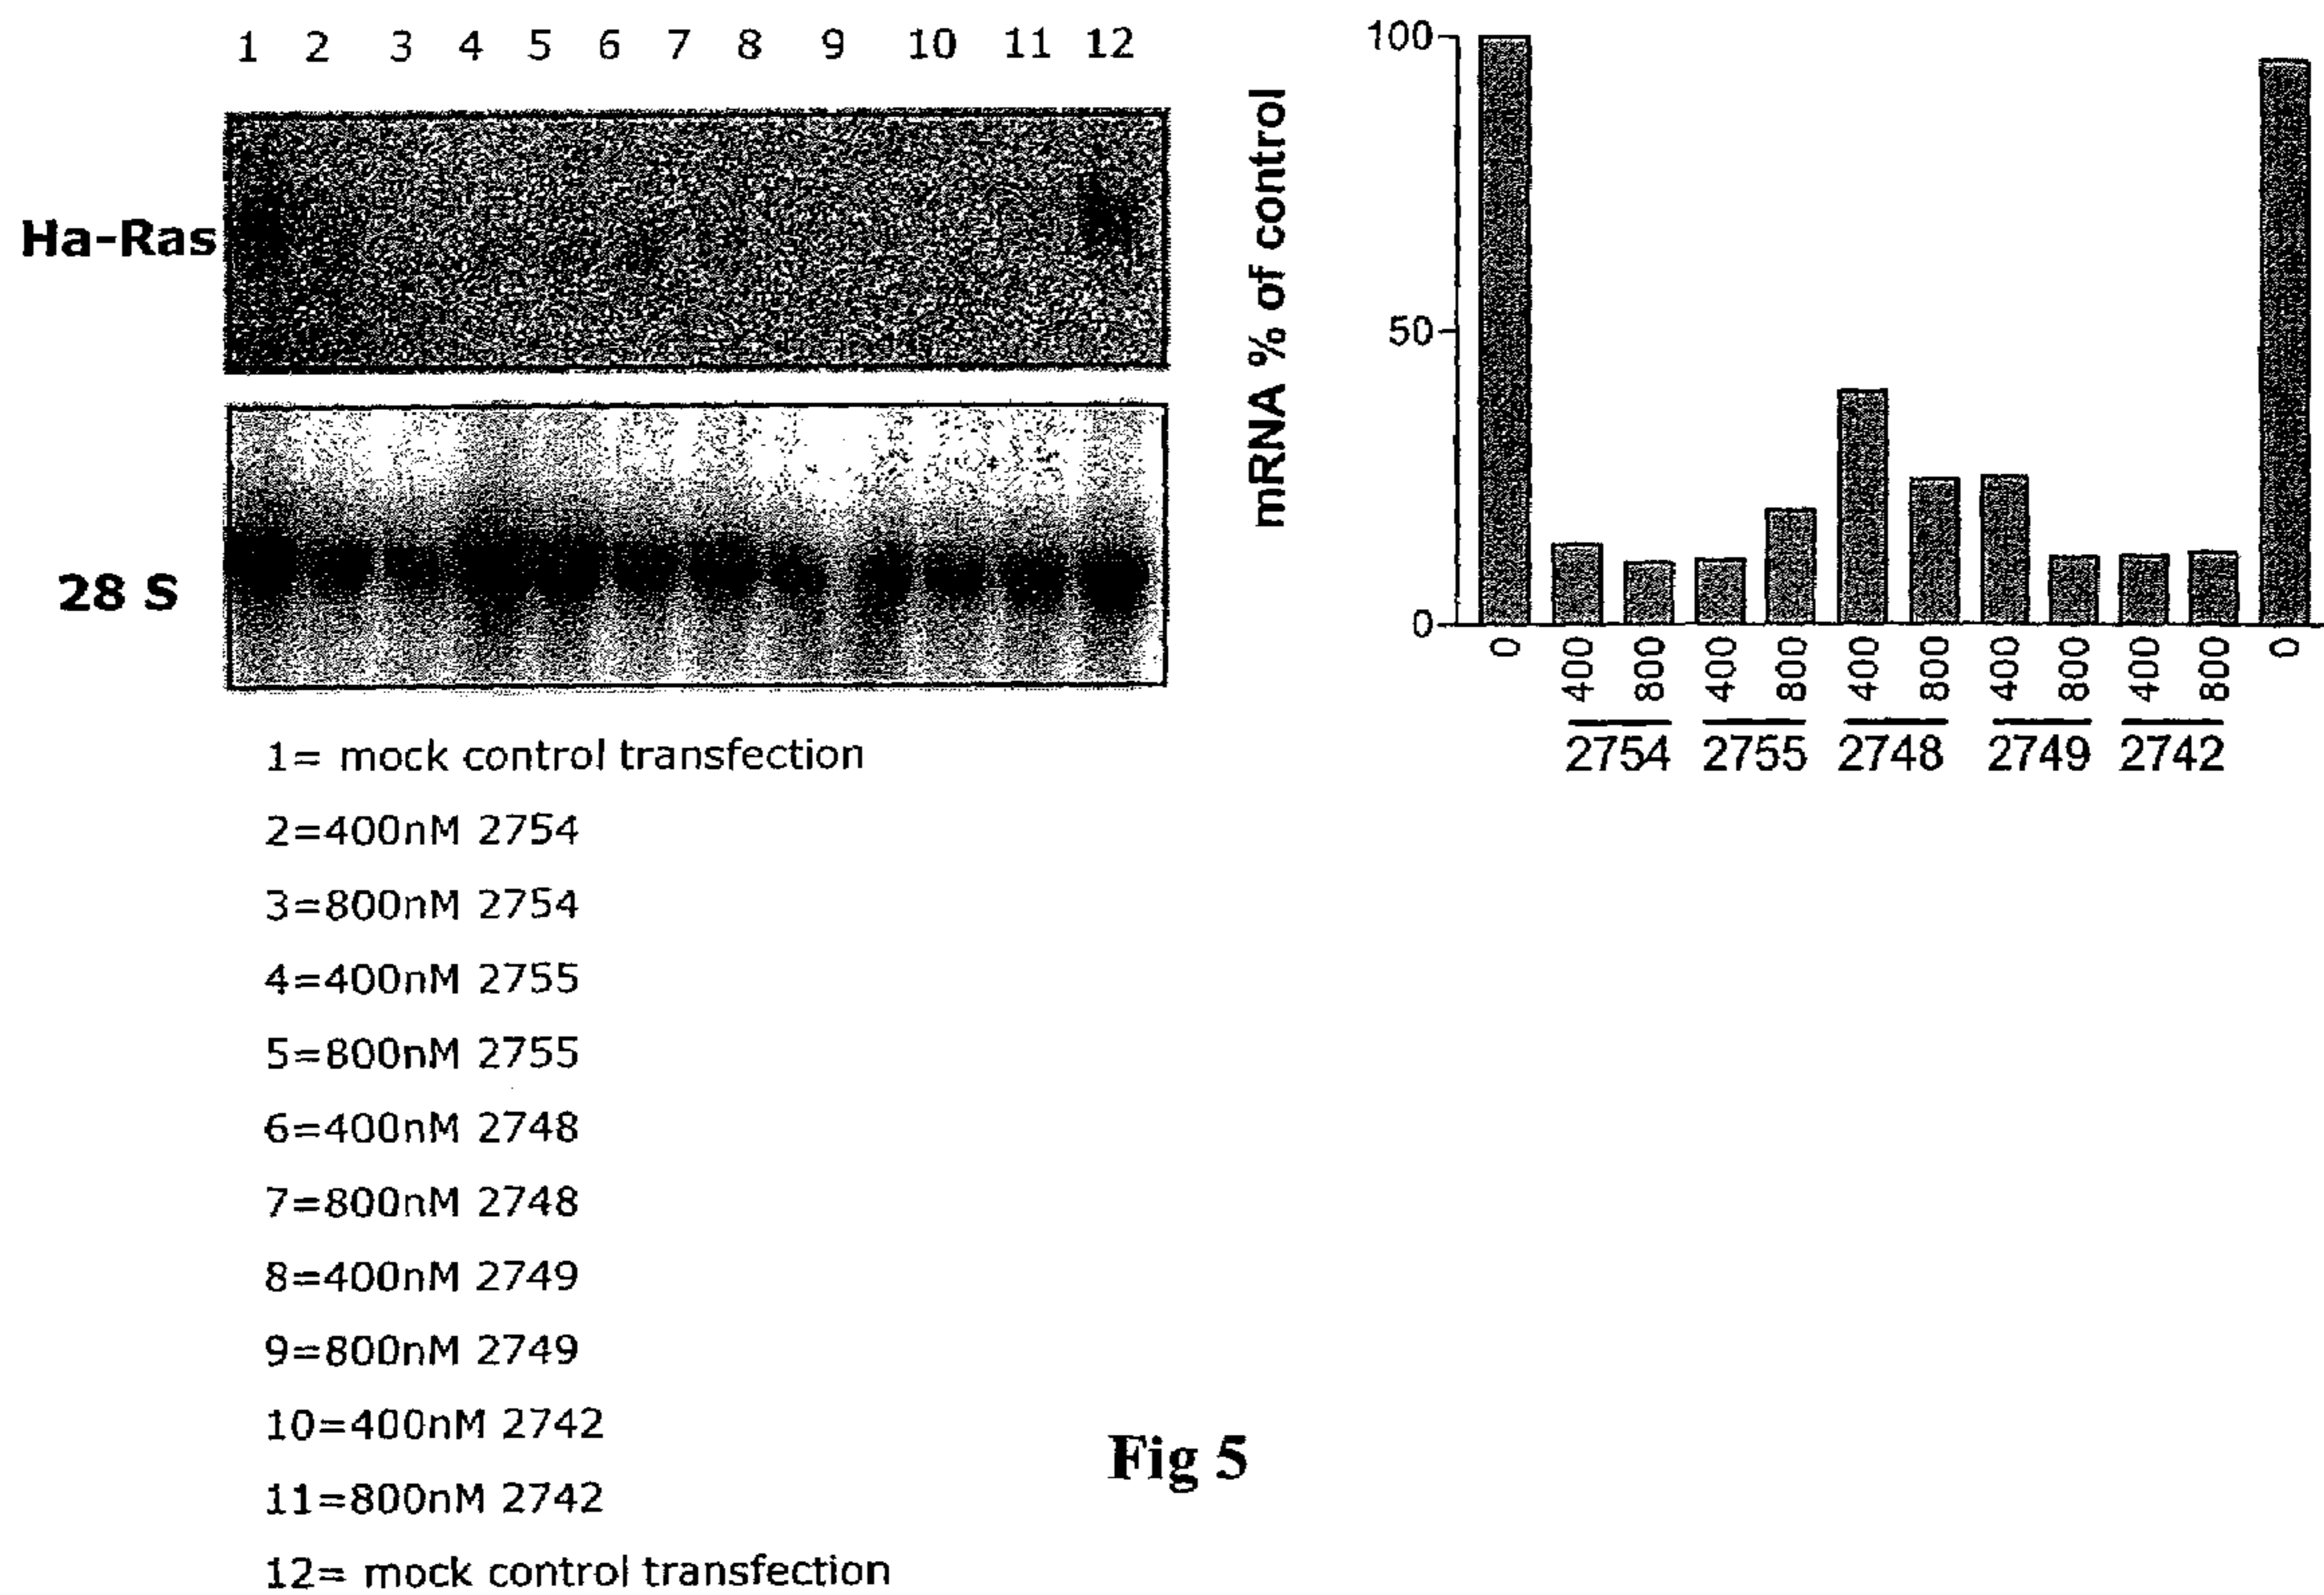 1 2 3 4 5 6 7 8 9 10 11 12
Ha-Ras
28 S
1= mock control transfection
2=400nM 2754
3=800nM 2754
4=400nM 2755
5=800nM 2755
6=400nM 2748
7=800nM 2748
8=400nM 2749
9=800nM 2749
10=400nM 2742
11=800nM 2742
12= mock control transfection
mRNA % of control
100
50
0
0 400 800 400 800 400 800 400 800 400 800 0
2754 2755 2748 2749 2742
Fig 5